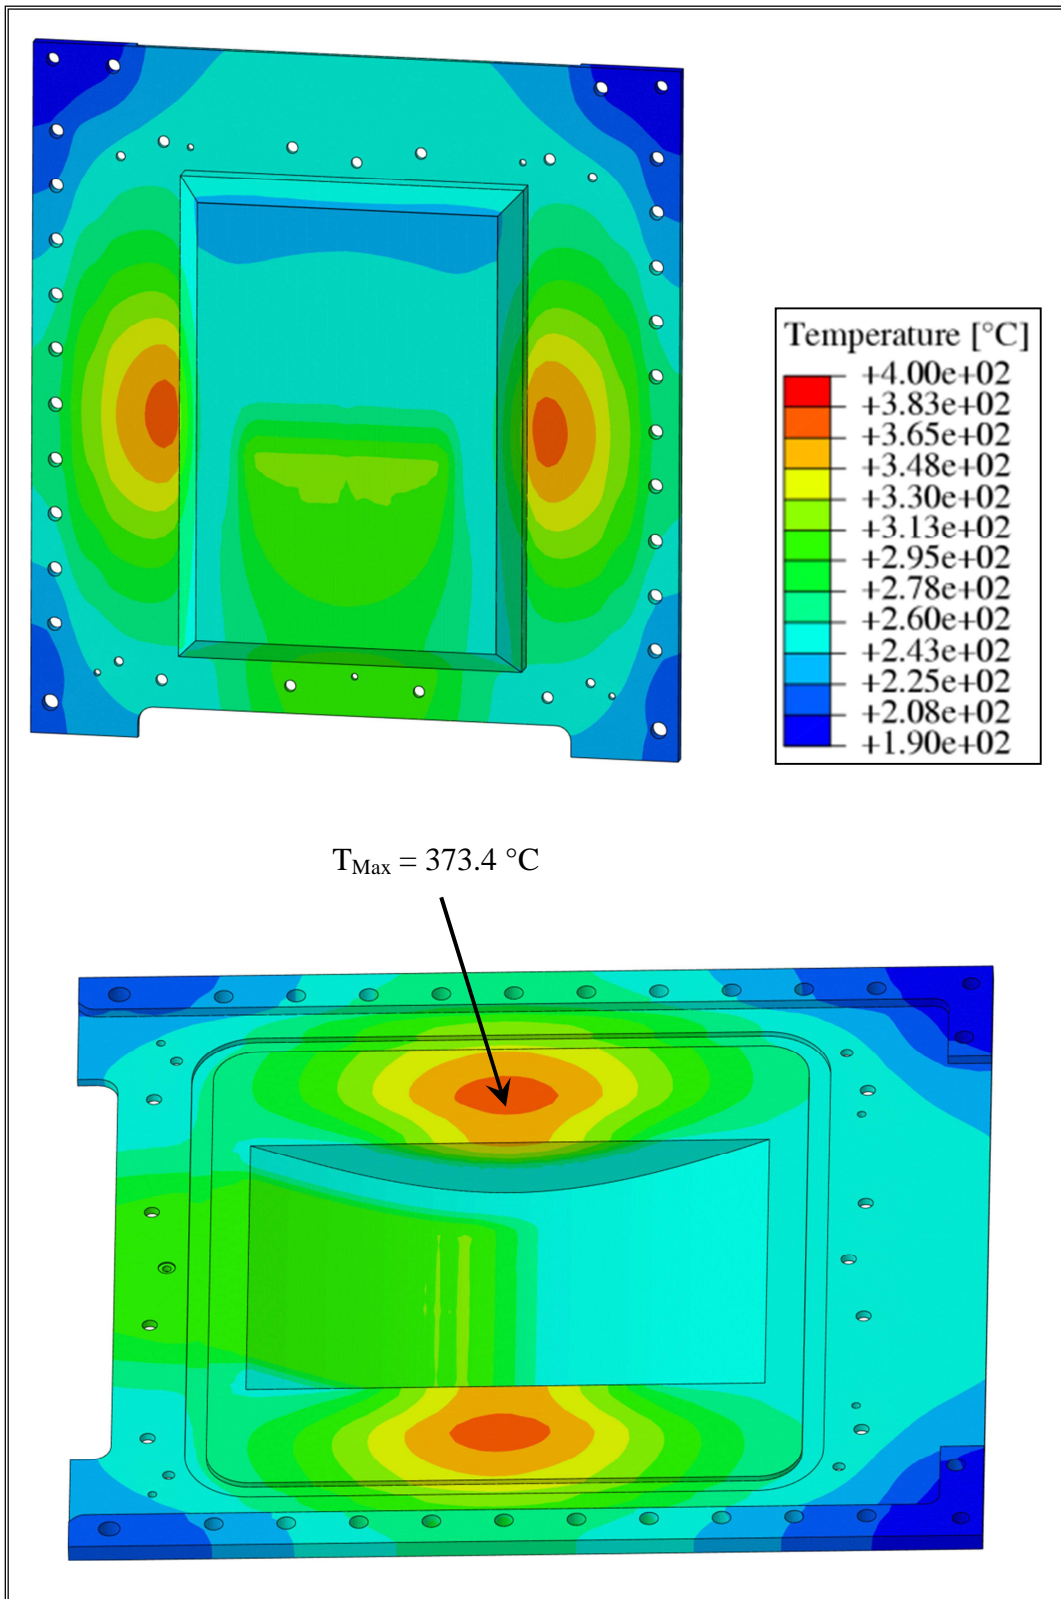 Temperature [°C]
+4.00e+02
+3.83e+02
+3.65e+02
+3.48e+02
+3.30e+02
+3.13e+02
+2.95e+02
+2.78e+02
+2.60e+02
+2.43e+02
+2.25e+02
+2.08e+02
+1.90e+02
TMax = 373.4 °C